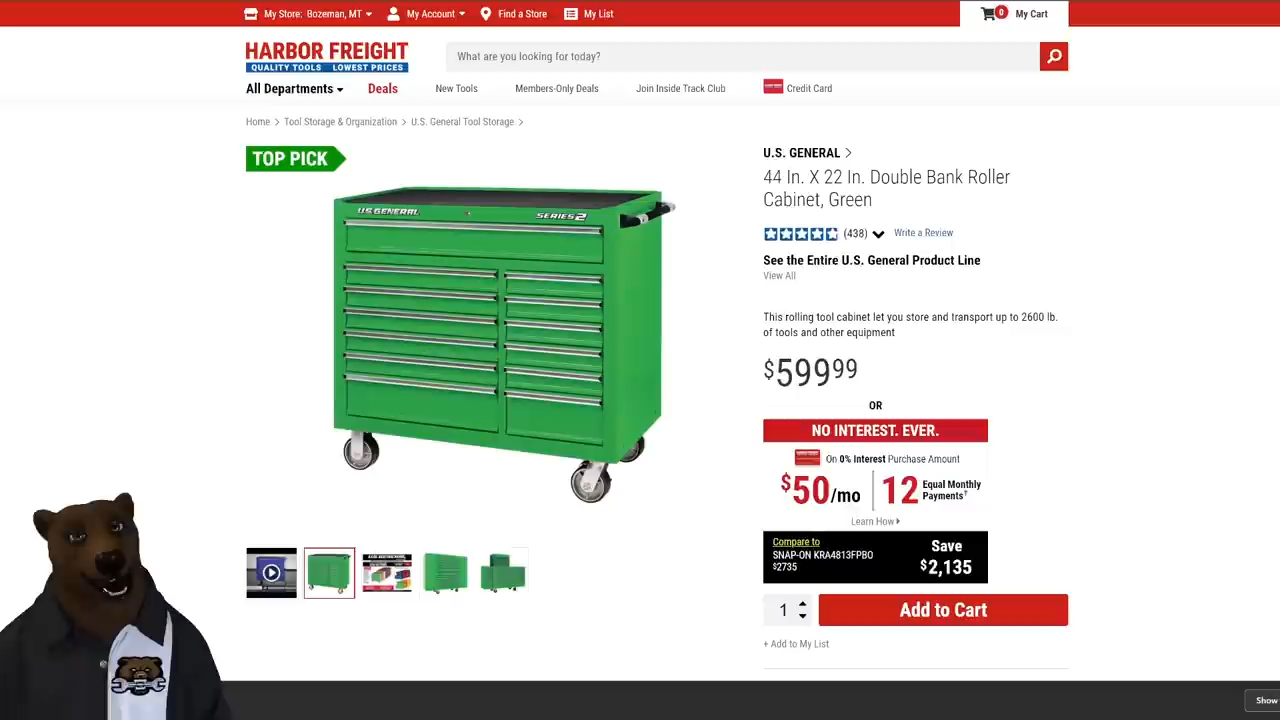 My Store: Bozeman, MT
My Account
Find a Store
My List
0
My Cart
HARBOR FREIGHT
QUALITY TOOLS LOWEST PRICES
What are you looking for today?
All Departments
Deals
New Tools
Members-Only Deals
Join Inside Track Club
Credit Card
Home > Tool Storage & Organization > U.S. General Tool Storage >
TOP PICK
U.S. GENERAL
SERIES 2
U.S. GENERAL >
44 In. X 22 In. Double Bank Roller
Cabinet, Green
(438)
Write a Review
See the Entire U.S. General Product Line
View All
This rolling tool cabinet let you store and transport up to 2600 lb.
of tools and other equipment
$599 99
OR
NO INTEREST. EVER.
On 0% Interest Purchase Amount
$50/mo
12 Equal Monthly
Payments†
Learn How
Compare to
SNAP-ON KRA4813FPBO
$2735
Save
$2,135
1
Add to Cart
+ Add to My List
Show